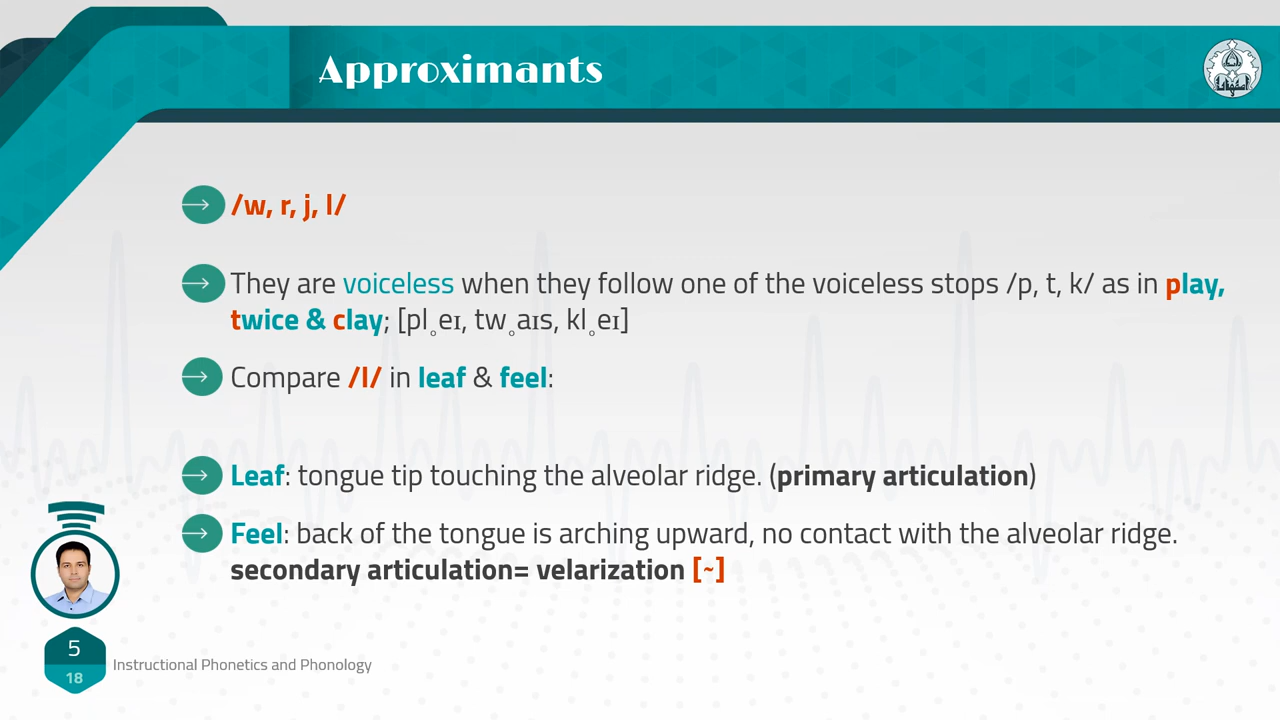 Approximants
/w, r, j, l/
They are voiceless when they follow one of the voiceless stops /p, t, k/ as in play,
twice & clay; [pl̥eɪ, tw̥aɪs, kl̥eɪ]
Compare /l/ in leaf & feel:
Leaf: tongue tip touching the alveolar ridge. (primary articulation)
Feel: back of the tongue is arching upward, no contact with the alveolar ridge.
secondary articulation= velarization [~]
5
18
Instructional Phonetics and Phonology